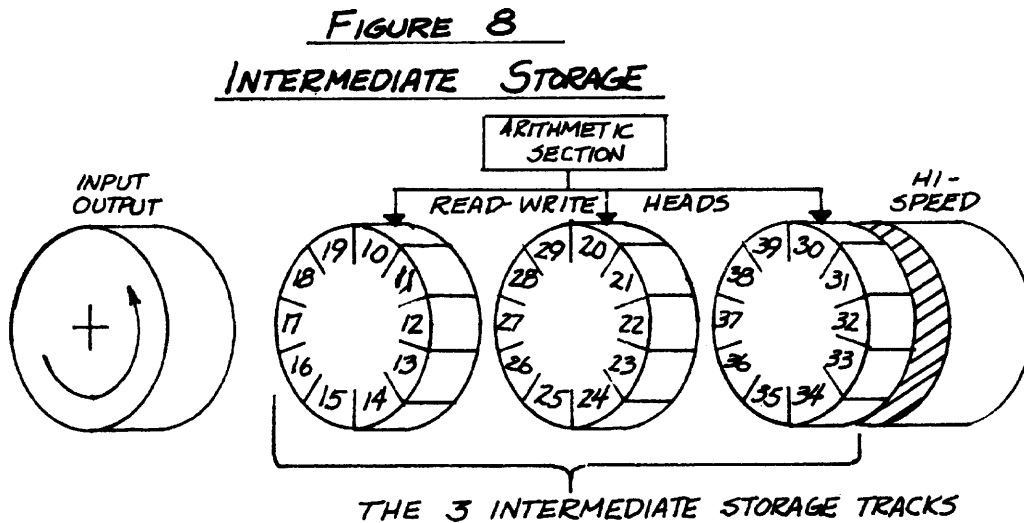 FIGURE 8
INTERMEDIATE STORAGE
ARITHMETIC
SECTION
INPUT
OUTPUT
READ-WRITE HEADS
HI-
SPEED
19 10
18 11
17 12
16 13
15 14
29 20
28 21
27 22
26 23
25 24
39 30
38 31
37 32
36 33
35 34
THE 3 INTERMEDIATE STORAGE TRACKS